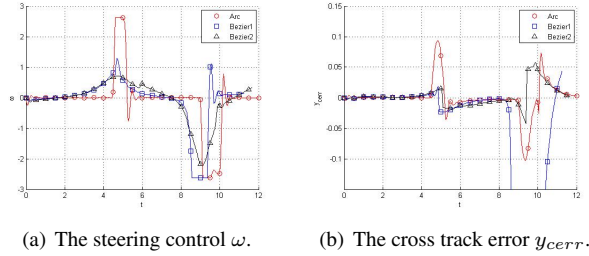 3
2
1
0
-1
-2
-3
ω
0 2 4 6 8 10 12
t
Arc
Bezier1
Bezier2
0.15
0.1
0.05
0
-0.05
-0.1
-0.15
y_cerr
0 2 4 6 8 10 12
t
Arc
Bezier1
Bezier2
(a) The steering control ω.
(b) The cross track error y_cerr.